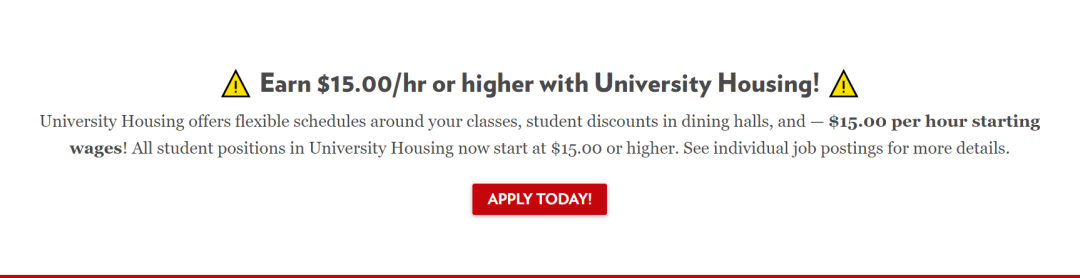 ⚠ Earn $15.00/hr or higher with University Housing! ⚠
University Housing offers flexible schedules around your classes, student discounts in dining halls, and — $15.00 per hour starting
wages! All student positions in University Housing now start at $15.00 or higher. See individual job postings for more details.
APPLY TODAY!